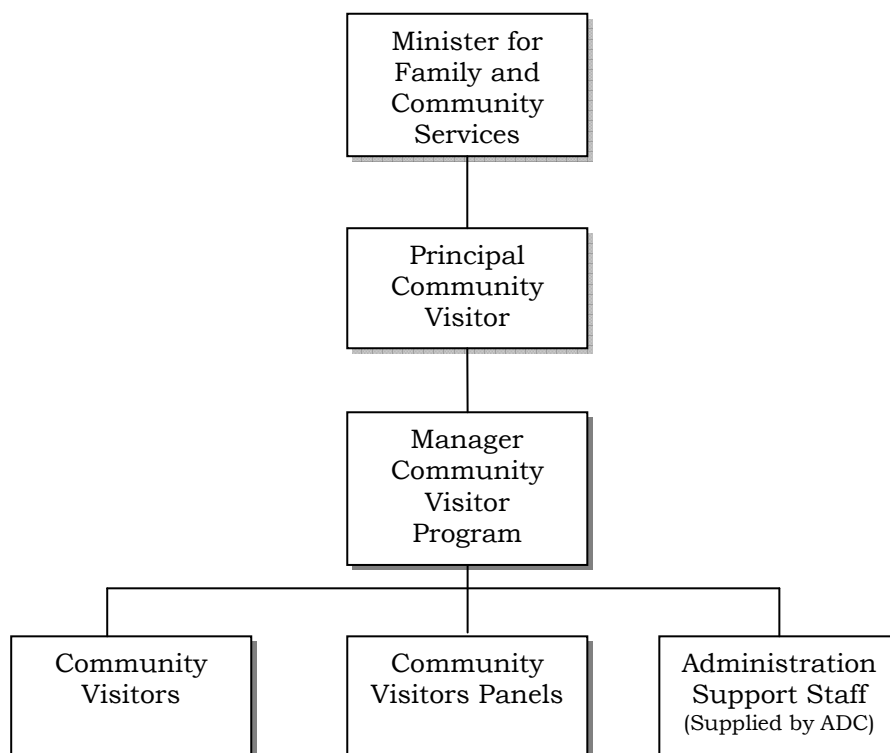 Minister for
Family and
Community
Services
Principal
Community
Visitor
Manager
Community
Visitor
Program
Community
Visitors
Community
Visitors Panels
Administration
Support Staff
(Supplied by ADC)